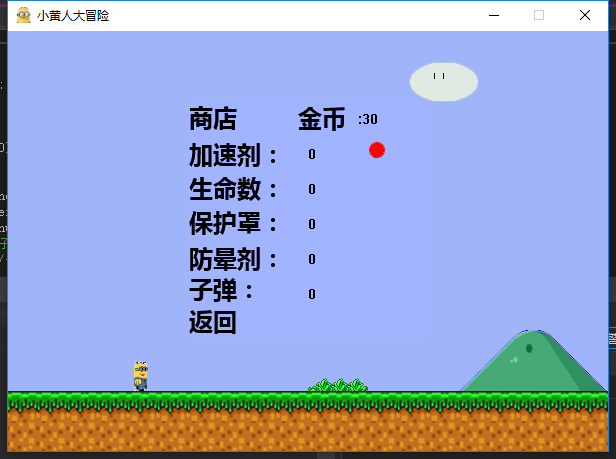 小黄人大冒险
商店 金币 :30
加速剂： 0
生命数： 0
保护罩： 0
防晕剂： 0
子弹： 0
返回